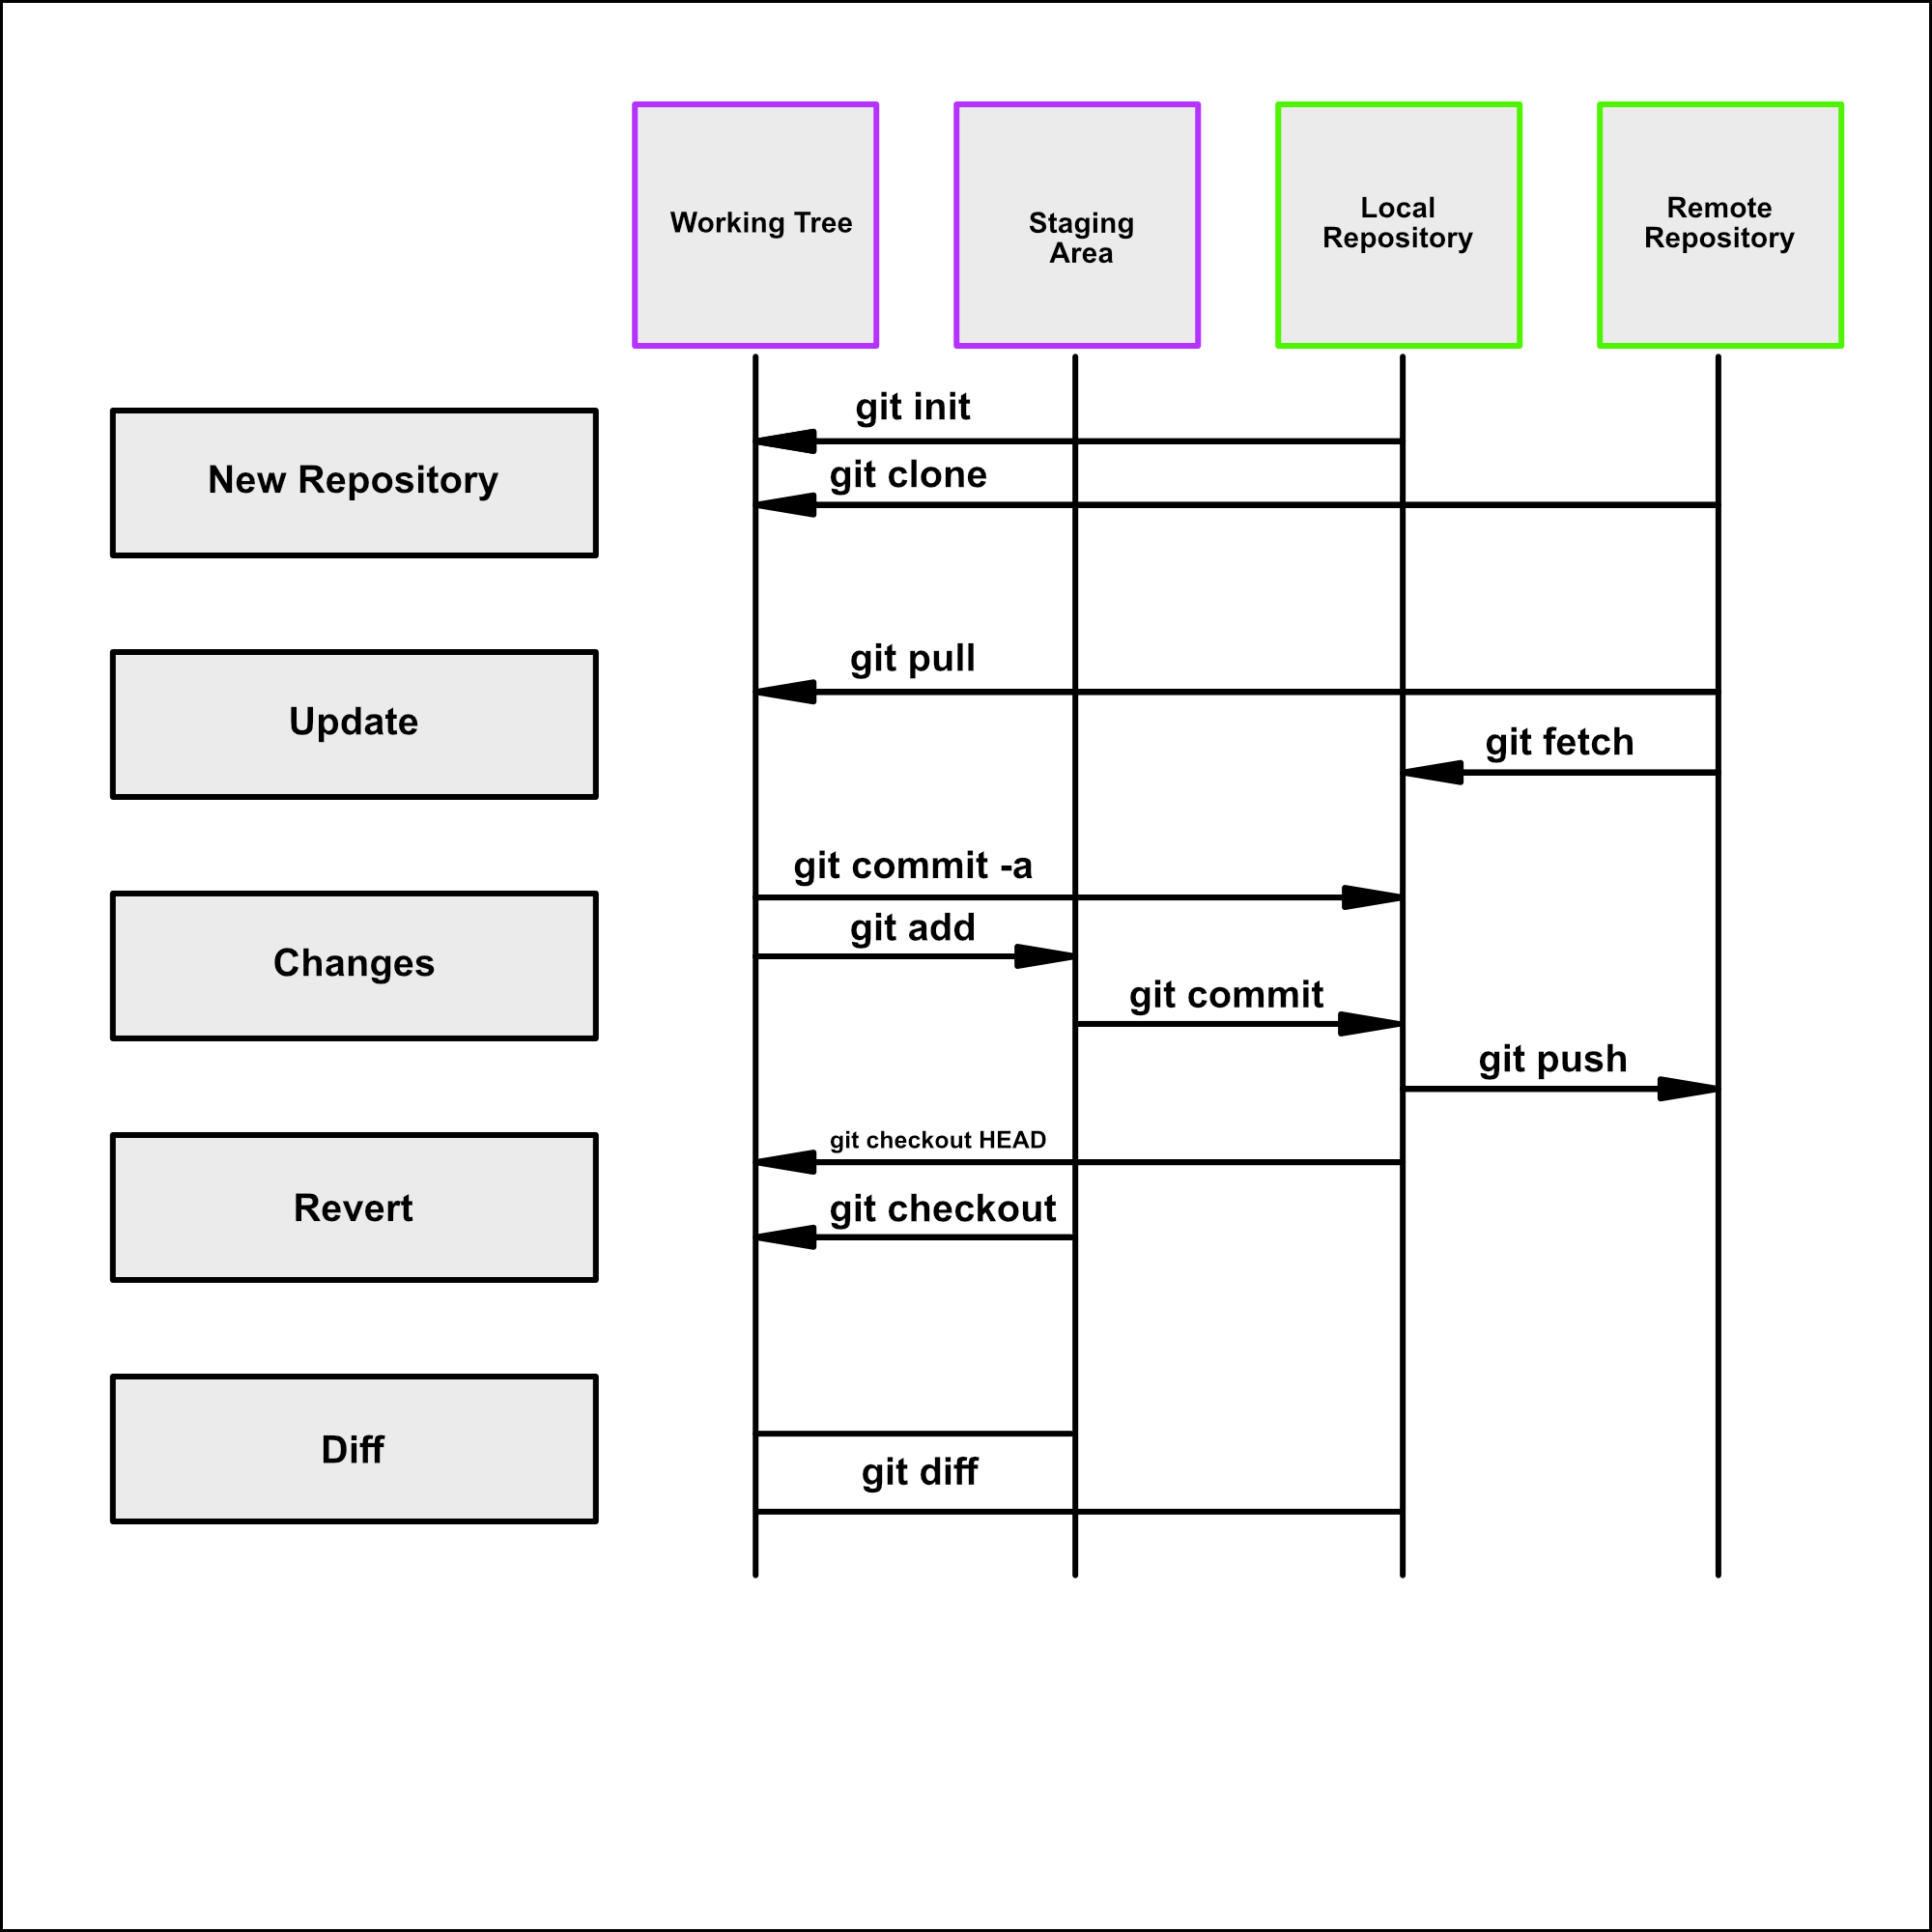 Working Tree
Staging
Area
Local
Repository
Remote
Repository
New Repository
git init
git clone
Update
git pull
git fetch
Changes
git commit -a
git add
git commit
git push
Revert
git checkout HEAD
git checkout
Diff
git diff